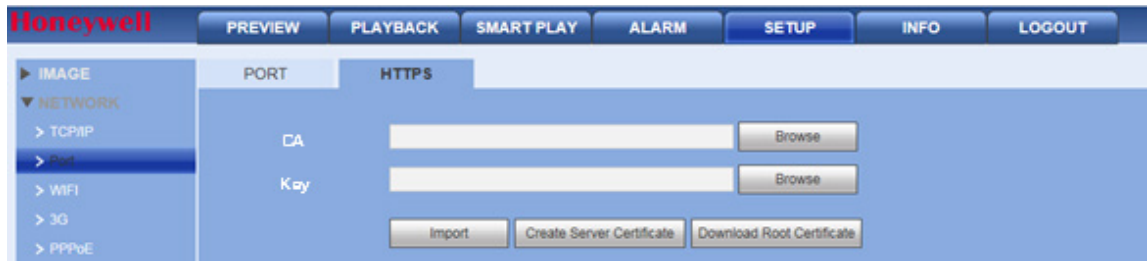 Honeywell
PREVIEW PLAYBACK SMART PLAY ALARM SETUP INFO LOGOUT
IMAGE
NETWORK
> TCP/IP
> Port
> WIFI
> 3G
> PPPoE
PORT HTTPS
CA Browse
Key Browse
Import Create Server Certificate Download Root Certificate